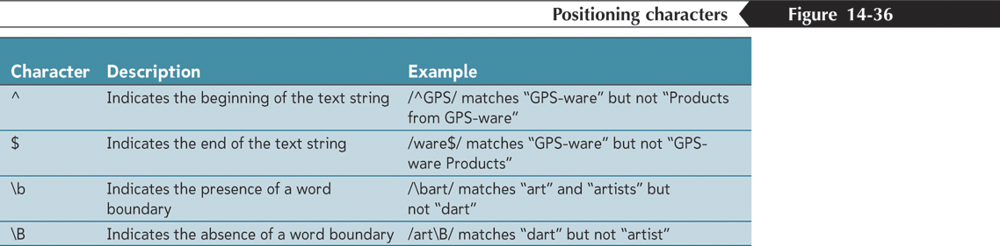 Positioning characters Figure 14-36
Character Description Example
^ Indicates the beginning of the text string /^GPS/ matches “GPS-ware” but not “Products
from GPS-ware”
$ Indicates the end of the text string /ware$/ matches “GPS-ware” but not “GPS-
ware Products”
\b Indicates the presence of a word /\bart/ matches “art” and “artists” but
boundary not “dart”
\B Indicates the absence of a word boundary /art\B/ matches “dart” but not “artist”